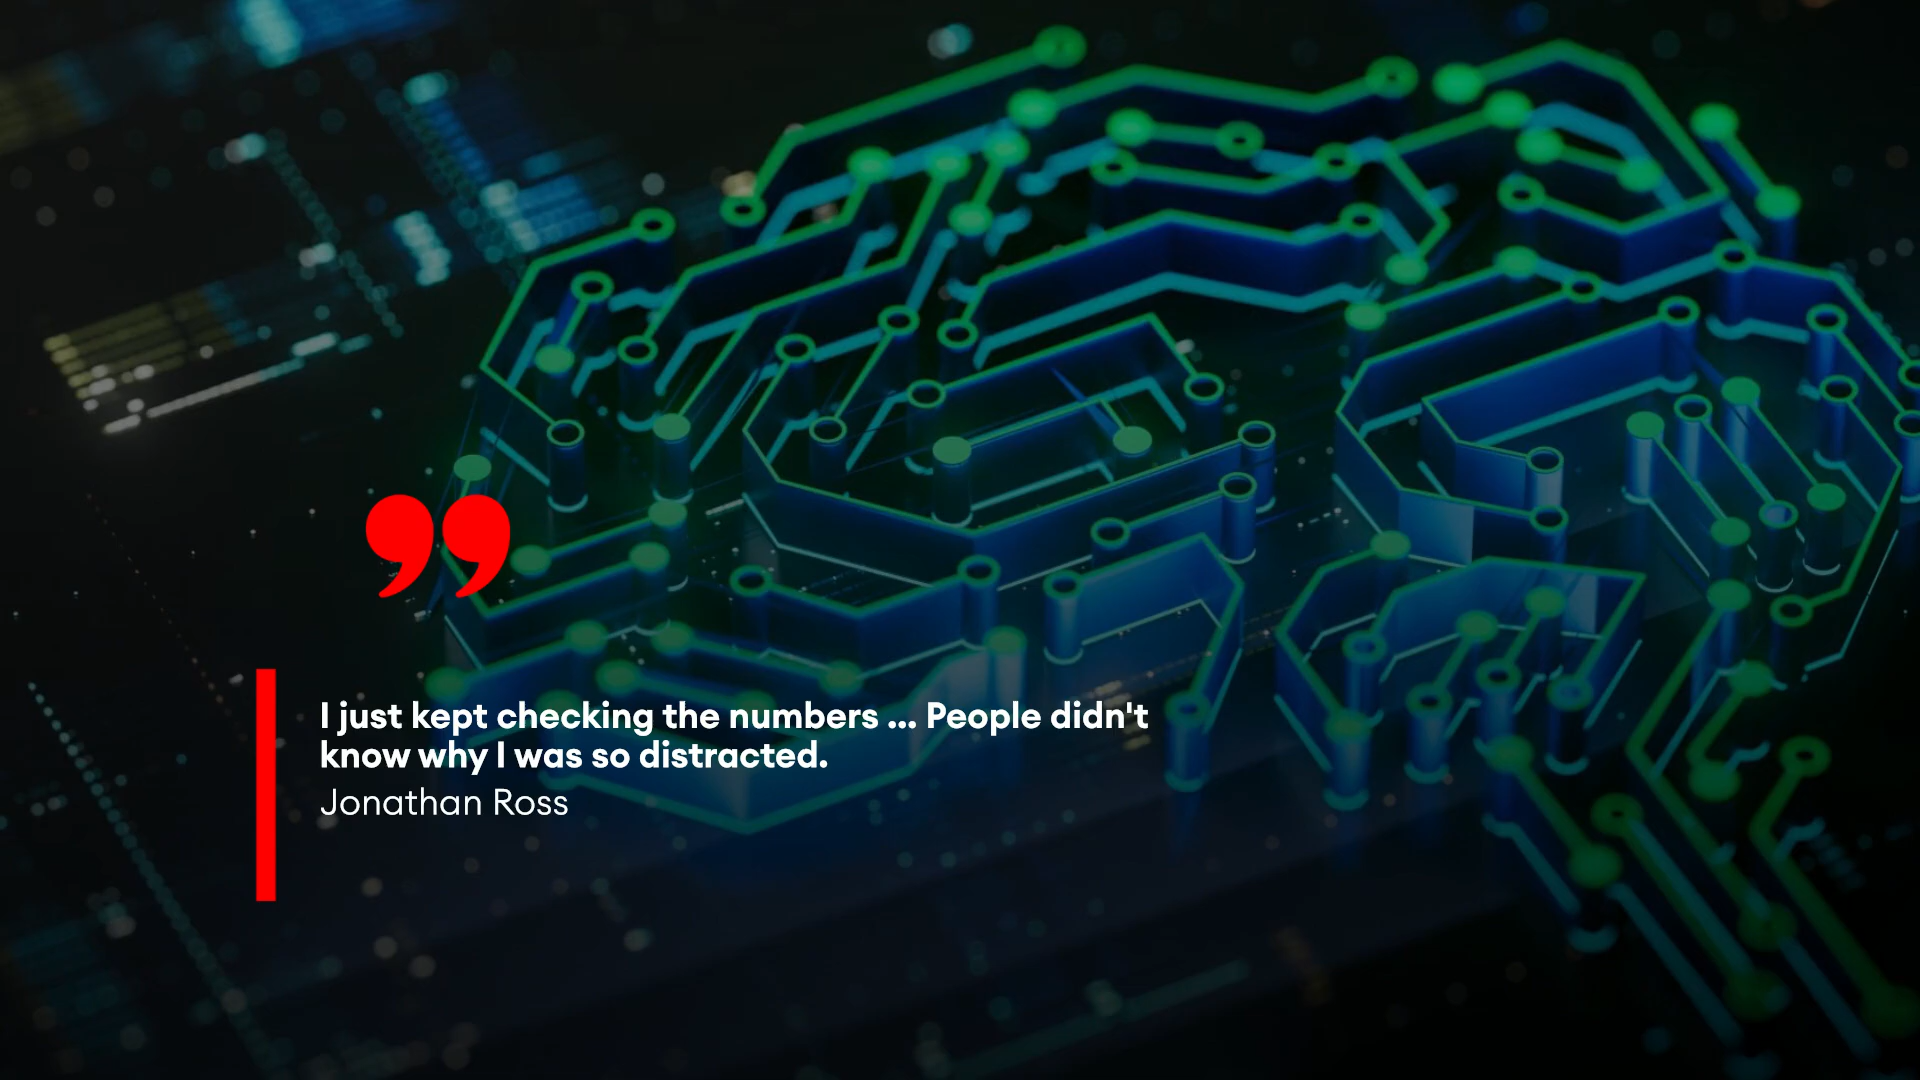 I just kept checking the numbers ... People didn't
know why I was so distracted.
Jonathan Ross